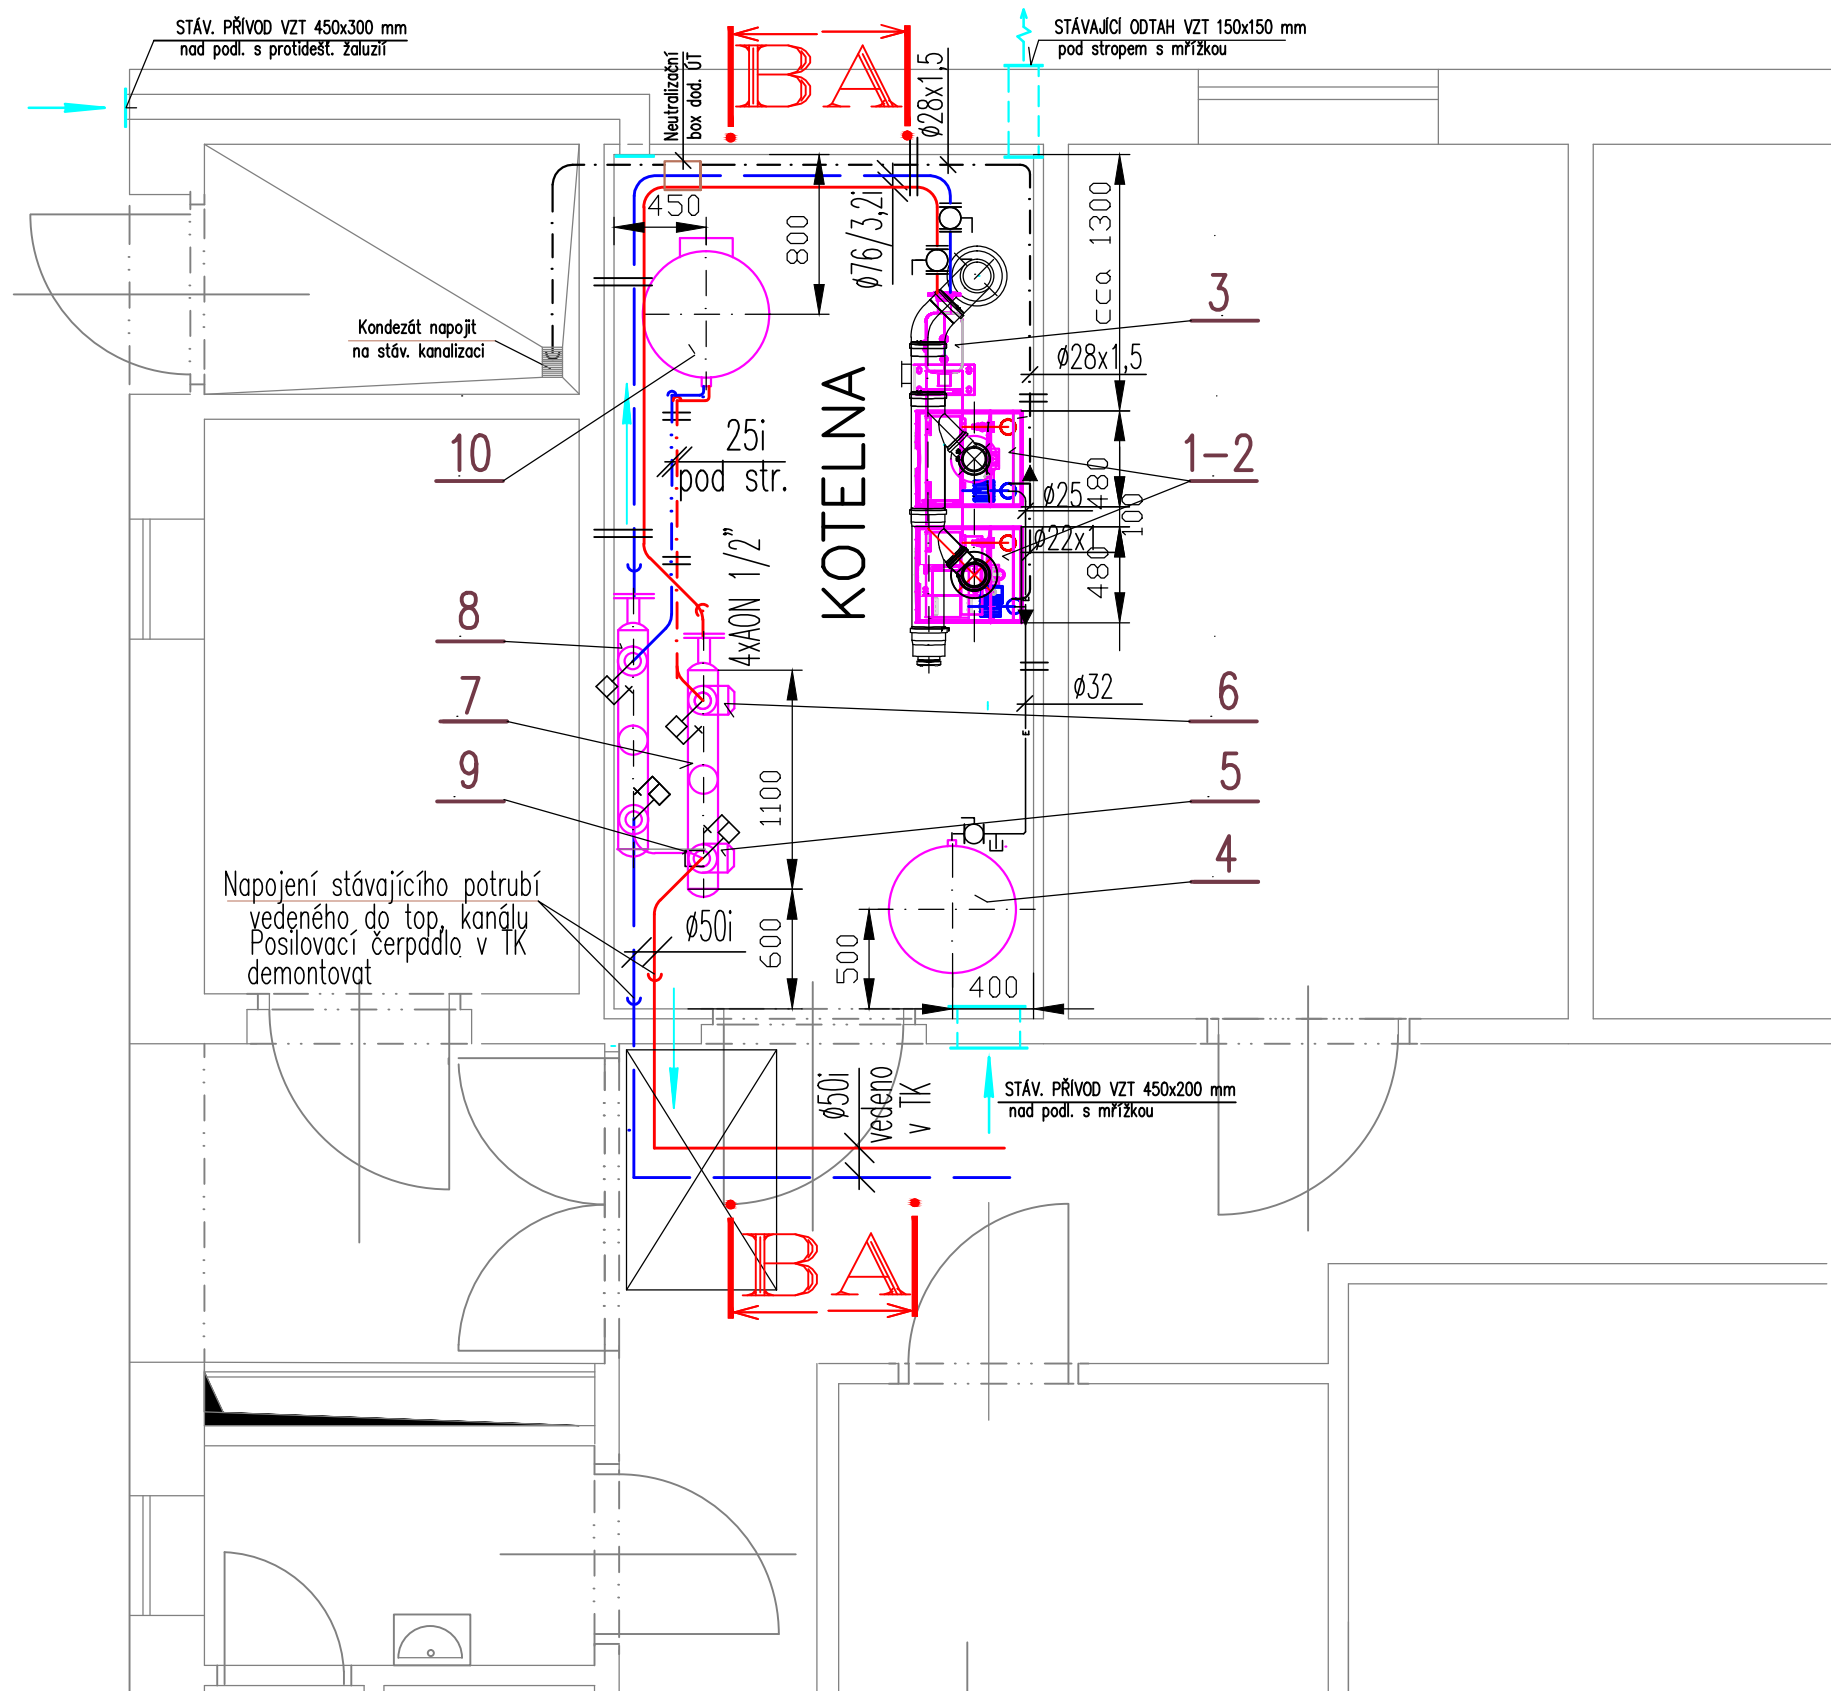 STÁV. PŘÍVOD VZT 450x300 mm
nad podl. s protidešt. žaluzií
STÁVAJÍCÍ ODTAH VZT 150x150 mm
pod stropem s mřížkou
Neutralizační
box dod. ÚT
B A
ø28x1,5
450
800
ø76/3,2i
cca 1300
3
Kondezát napojit
na stáv. kanalizaci
ø28x1,5
KOTELNA
10
25i
pod str.
1-2
480
ø25
100
ø22x1
480
4xAON 1/2"
8
7
6
ø32
9
5
1100
4
Napojení stávajícího potrubí
vedeného do top, kanálu
Posilovací čerpadlo v TK
demontovat
ø50i
600
500
400
ø50i
vedeno
v TK
STÁV. PŘÍVOD VZT 450x200 mm
nad podl. s mřížkou
B A